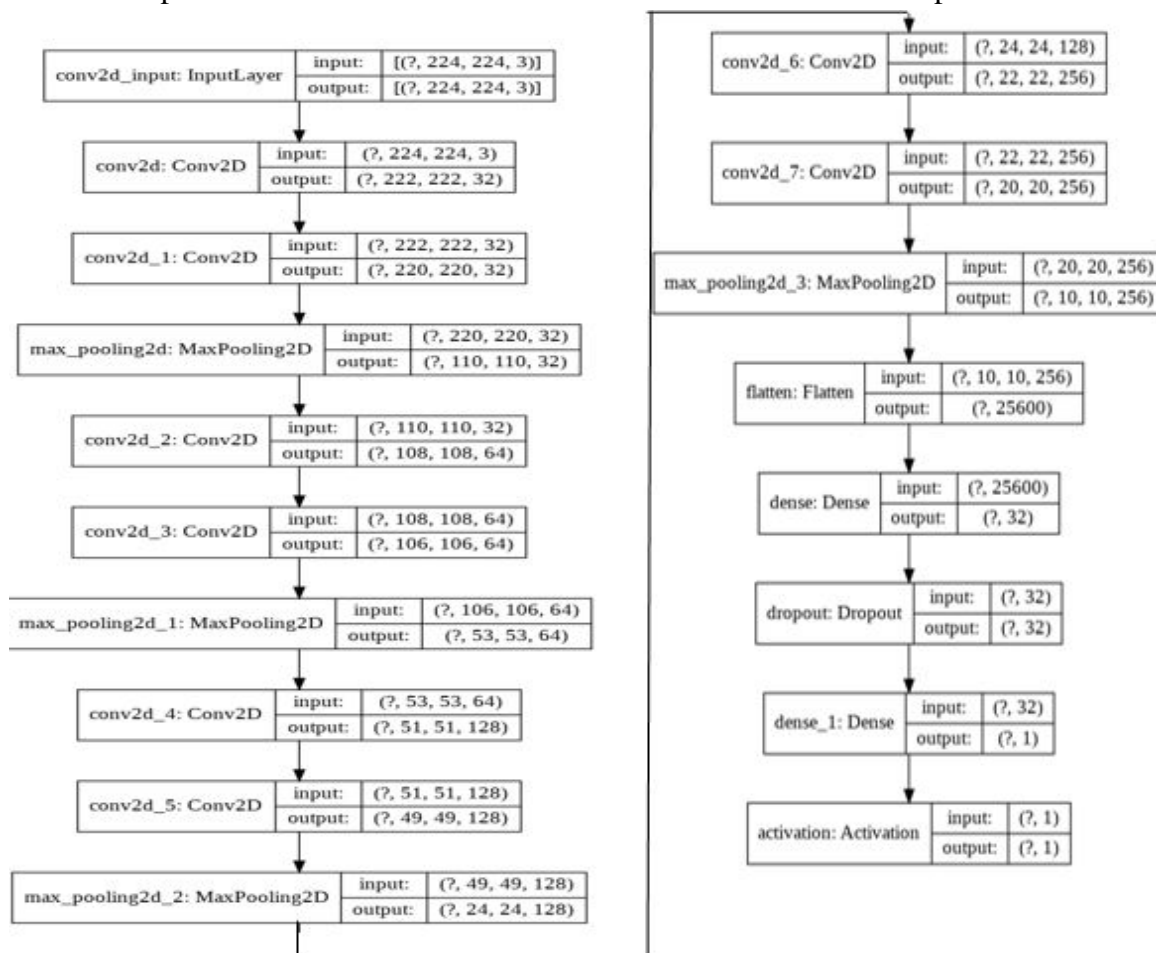 conv2d_input: InputLayer
input: [(?, 224, 224, 3)]
output: [(?, 224, 224, 3)]
conv2d: Conv2D
input: (?, 224, 224, 3)
output: (?, 222, 222, 32)
conv2d_1: Conv2D
input: (?, 222, 222, 32)
output: (?, 220, 220, 32)
max_pooling2d: MaxPooling2D
input: (?, 220, 220, 32)
output: (?, 110, 110, 32)
conv2d_2: Conv2D
input: (?, 110, 110, 32)
output: (?, 108, 108, 64)
conv2d_3: Conv2D
input: (?, 108, 108, 64)
output: (?, 106, 106, 64)
max_pooling2d_1: MaxPooling2D
input: (?, 106, 106, 64)
output: (?, 53, 53, 64)
conv2d_4: Conv2D
input: (?, 53, 53, 64)
output: (?, 51, 51, 128)
conv2d_5: Conv2D
input: (?, 51, 51, 128)
output: (?, 49, 49, 128)
max_pooling2d_2: MaxPooling2D
input: (?, 49, 49, 128)
output: (?, 24, 24, 128)
conv2d_6: Conv2D
input: (?, 24, 24, 128)
output: (?, 22, 22, 256)
conv2d_7: Conv2D
input: (?, 22, 22, 256)
output: (?, 20, 20, 256)
max_pooling2d_3: MaxPooling2D
input: (?, 20, 20, 256)
output: (?, 10, 10, 256)
flatten: Flatten
input: (?, 10, 10, 256)
output: (?, 25600)
dense: Dense
input: (?, 25600)
output: (?, 32)
dropout: Dropout
input: (?, 32)
output: (?, 32)
dense_1: Dense
input: (?, 32)
output: (?, 1)
activation: Activation
input: (?, 1)
output: (?, 1)